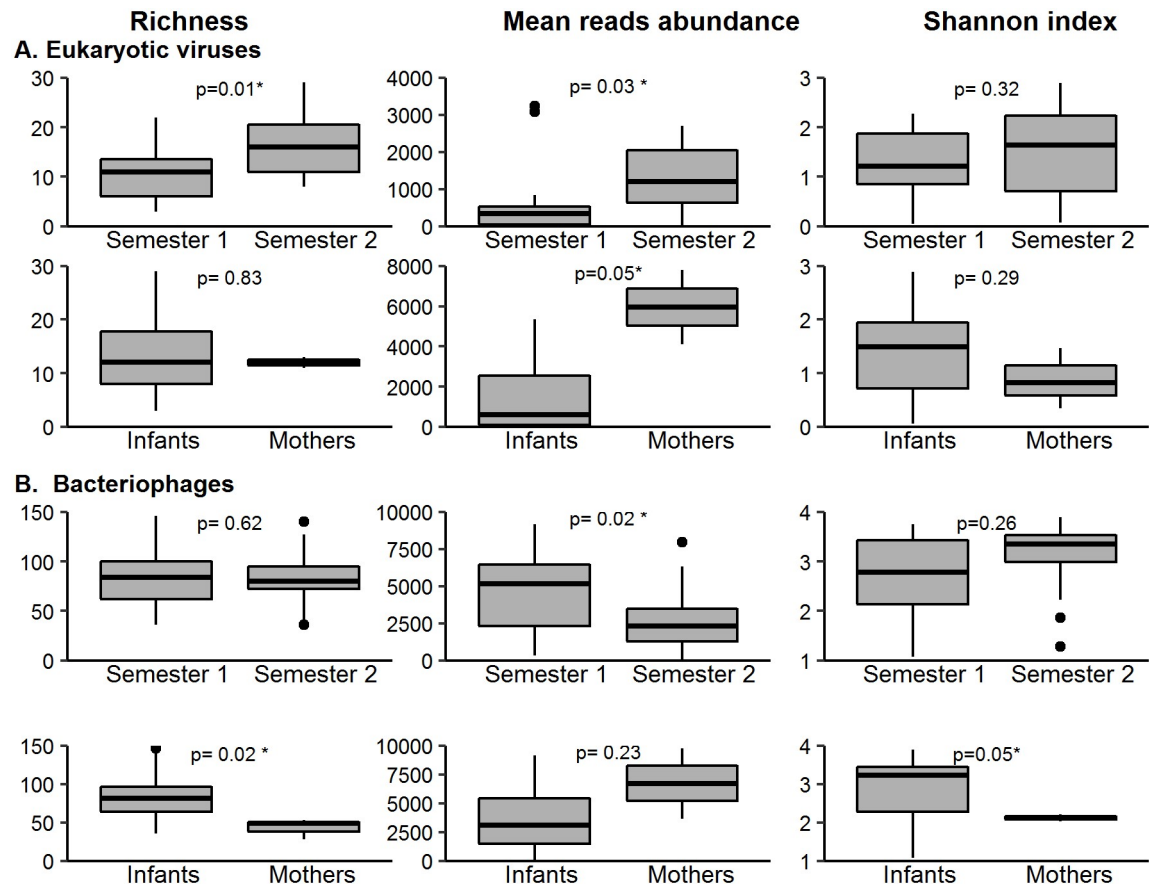 Richness Mean reads abundance Shannon index
A. Eukaryotic viruses
30 p=0.01* 4000 p= 0.03 * 3 p= 0.32
3000
20 2 2000
10 1 1000
0 0 0
Semester 1 Semester 2 Semester 1 Semester 2 Semester 1 Semester 2
30 p= 0.83 8000 p=0.05* 3 p= 0.29
6000
20 2
4000
10 1
2000
0 0 0
Infants Mothers Infants Mothers Infants Mothers
B. Bacteriophages
150 p= 0.62 10000 p= 0.02 * 4 p=0.26
7500
100 3
5000
50 2
2500
0 0 1
Semester 1 Semester 2 Semester 1 Semester 2 Semester 1 Semester 2
150 p= 0.02 * 10000 p= 0.23 4 p=0.05*
7500
100 3
5000
50 2
2500
0 0 1
Infants Mothers Infants Mothers Infants Mothers